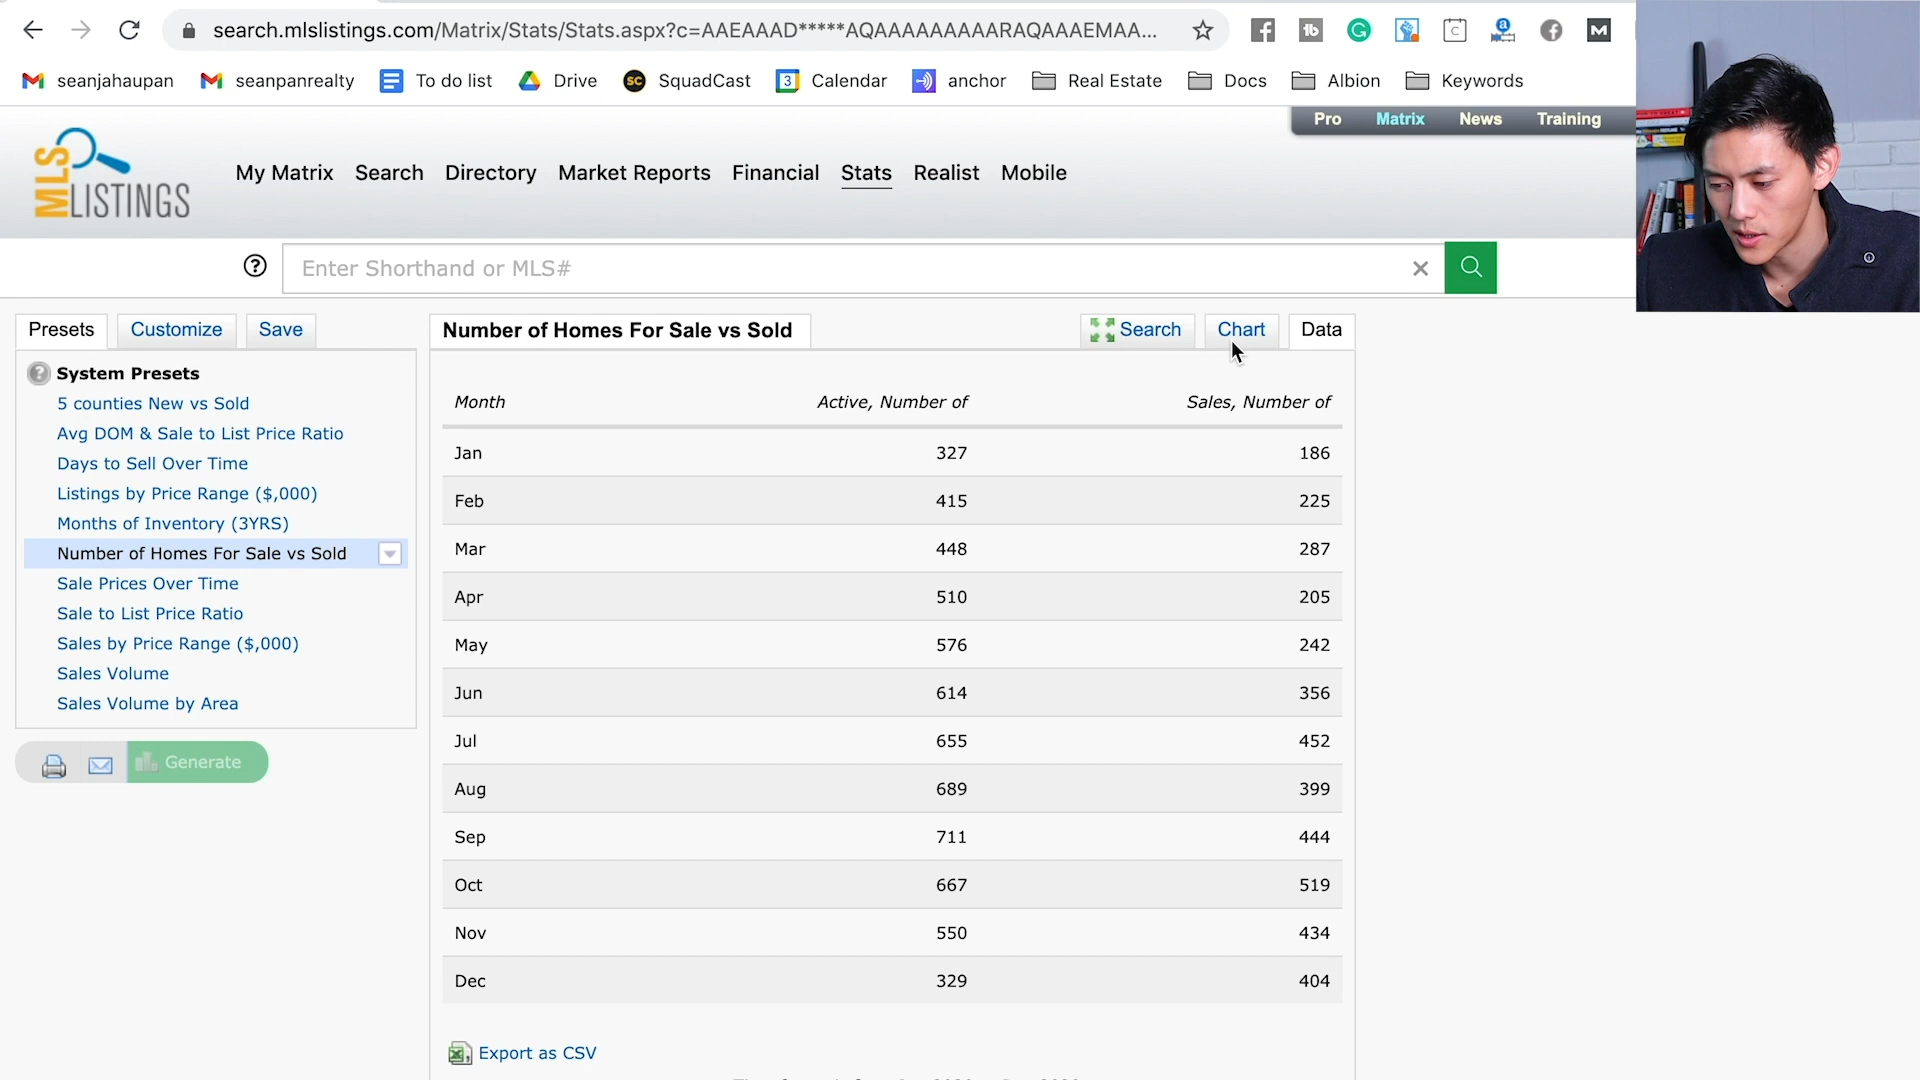 search.mlslistings.com/Matrix/Stats/Stats.aspx?c=AAEAAAD*****AQAAAAAAAAARAQAAAEMAA...
seanjahaupan seanpanrealty To do list Drive SC SquadCast 3 Calendar anchor Real Estate Docs Albion Keywords
Pro Matrix News Training
MLS LISTINGS
My Matrix Search Directory Market Reports Financial Stats Realist Mobile
Enter Shorthand or MLS#
Presets Customize Save
Number of Homes For Sale vs Sold Search Chart Data
System Presets
5 counties New vs Sold
Avg DOM & Sale to List Price Ratio
Days to Sell Over Time
Listings by Price Range ($,000)
Months of Inventory (3YRS)
Number of Homes For Sale vs Sold
Sale Prices Over Time
Sale to List Price Ratio
Sales by Price Range ($,000)
Sales Volume
Sales Volume by Area
Generate
Month Active, Number of Sales, Number of
Jan 327 186
Feb 415 225
Mar 448 287
Apr 510 205
May 576 242
Jun 614 356
Jul 655 452
Aug 689 399
Sep 711 444
Oct 667 519
Nov 550 434
Dec 329 404
Export as CSV